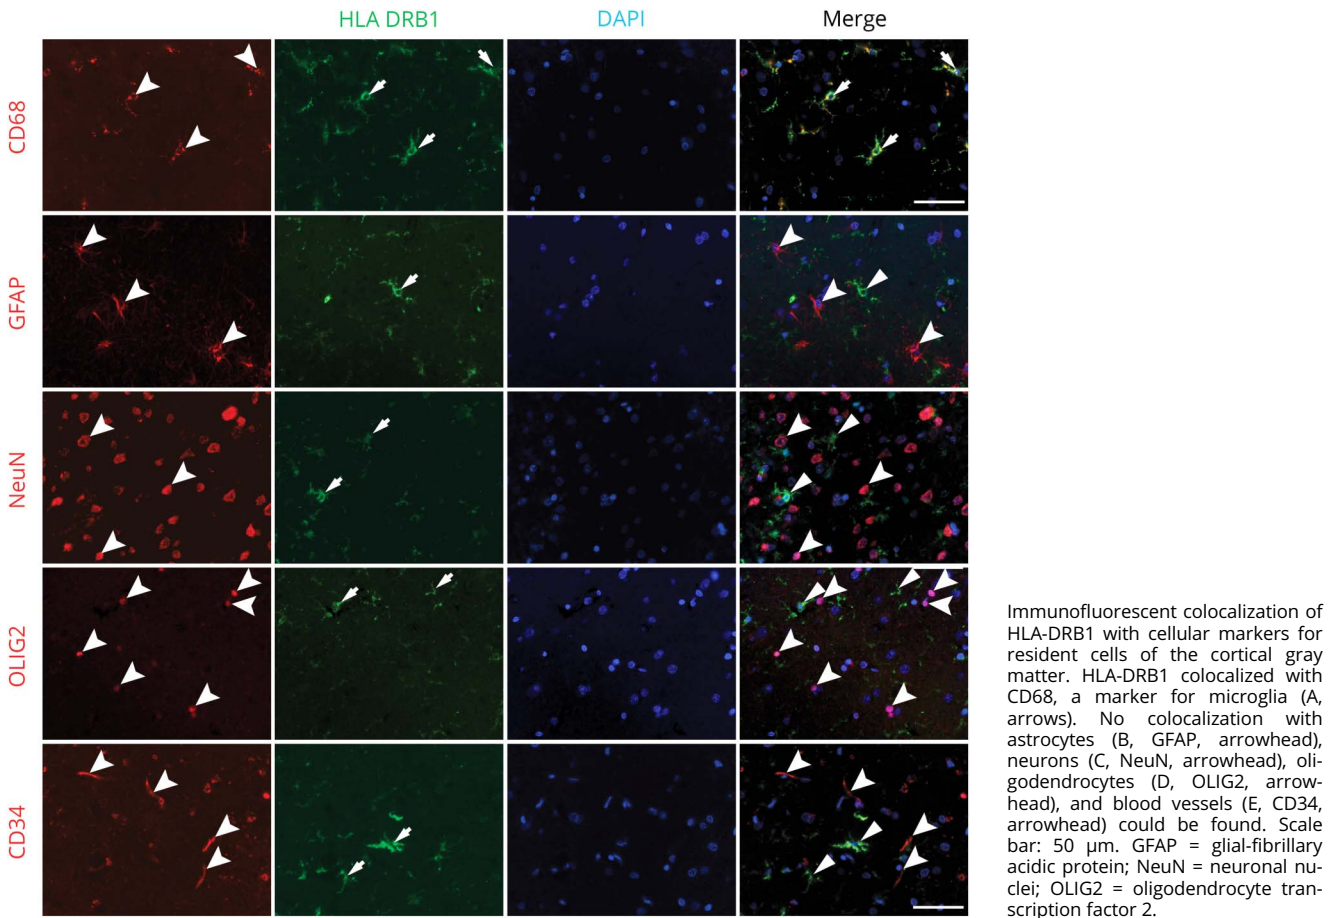 HLA DRB1
DAPI
Merge
CD68
GFAP
NeuN
OLIG2
CD34
Immunofluorescent colocalization of
HLA-DRB1 with cellular markers for
resident cells of the cortical gray
matter. HLA-DRB1 colocalized with
CD68, a marker for microglia (A,
arrows). No colocalization with
astrocytes (B, GFAP, arrowhead),
neurons (C, NeuN, arrowhead), oli-
godendrocytes (D, OLIG2, arrow-
head), and blood vessels (E, CD34,
arrowhead) could be found. Scale
bar: 50 μm. GFAP = glial-fibrillary
acidic protein; NeuN = neuronal nu-
clei; OLIG2 = oligodendrocyte tran-
scription factor 2.